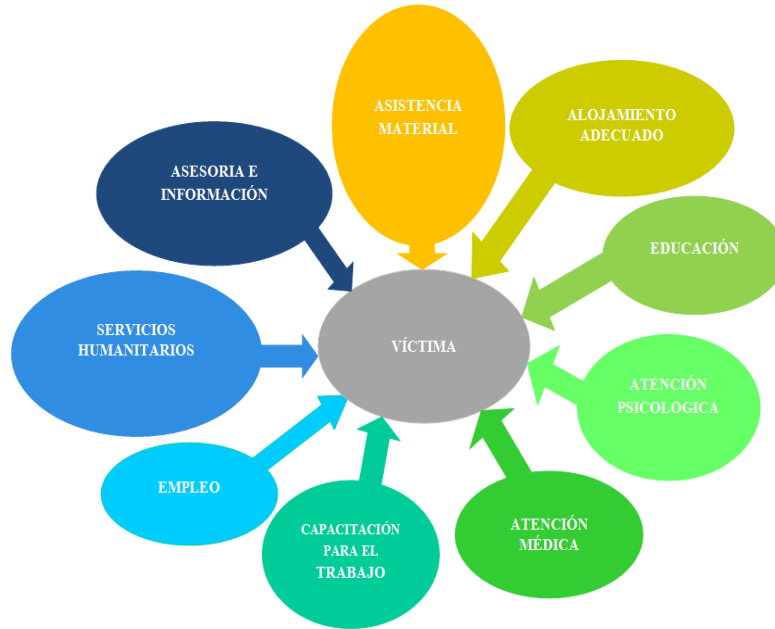 ASISTENCIA
MATERIAL
ALOJAMIENTO
ADECUADO
ASESORIA E
INFORMACIÓN
EDUCACIÓN
SERVICIOS
HUMANITARIOS
VÍCTIMA
ATENCIÓN
PSICOLOGICA
EMPLEO
CAPACITACIÓN
PARA EL
TRABAJO
ATENCIÓN
MÉDICA